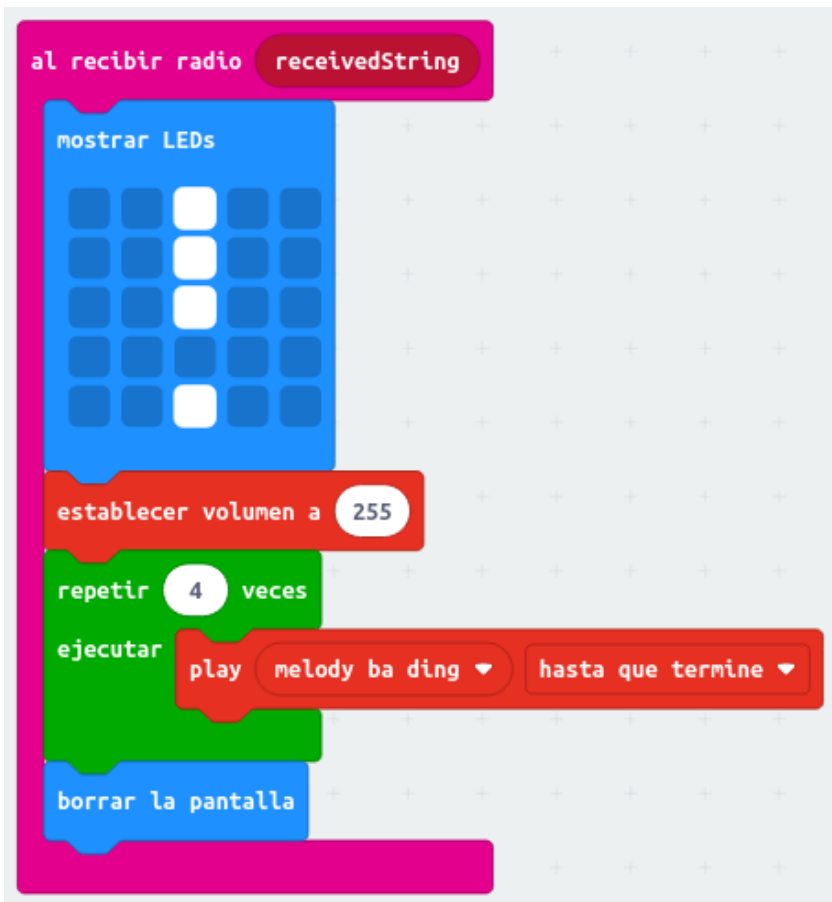 al recibir radio receivedString
mostrar LEDs
establecer volumen a 255
repetir 4 veces
ejecutar play melody ba ding hasta que termine
borrar la pantalla